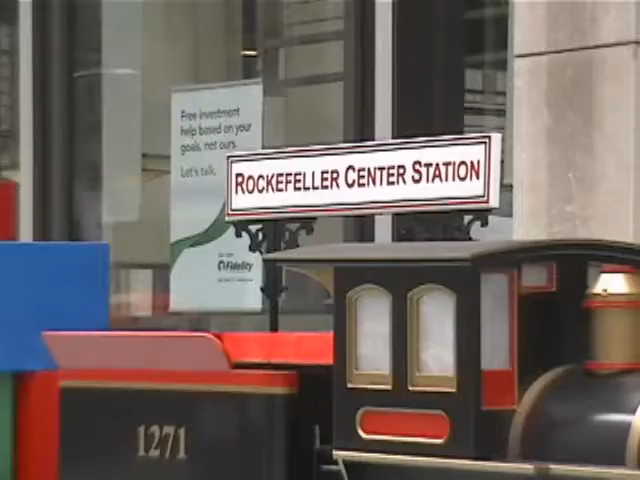 Free investment
help based on your
goals, not ours.
Let's talk.
Fidelity
ROCKEFELLER CENTER STATION
1271